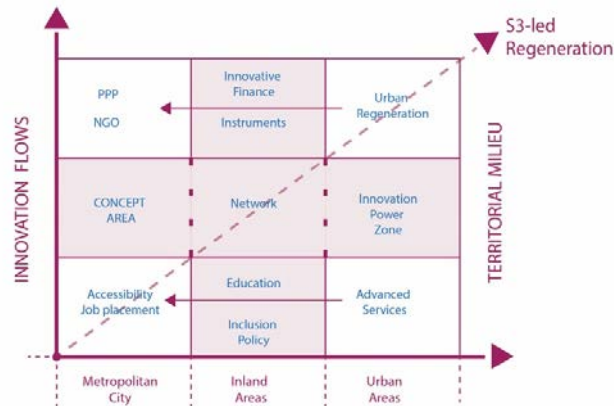 S3-led
Regeneration
INNOVATION FLOWS
PPP
NGO
Innovative
Finance
Instruments
Urban
Regeneration
CONCEPT
AREA
Network
Innovation
Power
Zone
Accessibility
Job placement
Education
Inclusion
Policy
Advanced
Services
TERRITORIAL MILIEU
Metropolitan
City
Inland
Areas
Urban
Areas